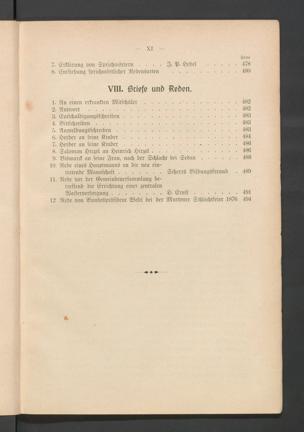 — XI —
Seite
7. Erklärung von Sprichwörtern . . . J. P. Hebel . . 478
8. Entstehung sprichwörtlicher Redensarten . . . . . 480
VIII. Briefe und Reden.
1. An einen erkrankten Mitschüler . . . . . 482
2. Antwort . . . . . 482
3. Entschuldigungsschreiben . . . . . 483
4. Bittschreiben . . . . . 483
5. Anmeldungsschreiben . . . . . 483
6. Herder an seine Kinder . . . . . 484
7. Herder an seine Kinder . . . . . 486
8. Salomon Hirzel an Heinrich Hirzel . . . . . 486
9. Bismarck an seine Frau, nach der Schlacht bei Sedan . . 488
10. Rede eines Hauptmanns an die neu ein-
tretende Mannschaft . . . . . Scherrs Bildungsfreund . . 489
11. Rede vor der Gemeindeversammlung be-
treffend die Errichtung einer zentralen
Wasserversorgung . . . . . H. Ernst . . . . 491
12. Rede von Bundespräsident Welti bei der Murtener Schlachtfeier 1876 494